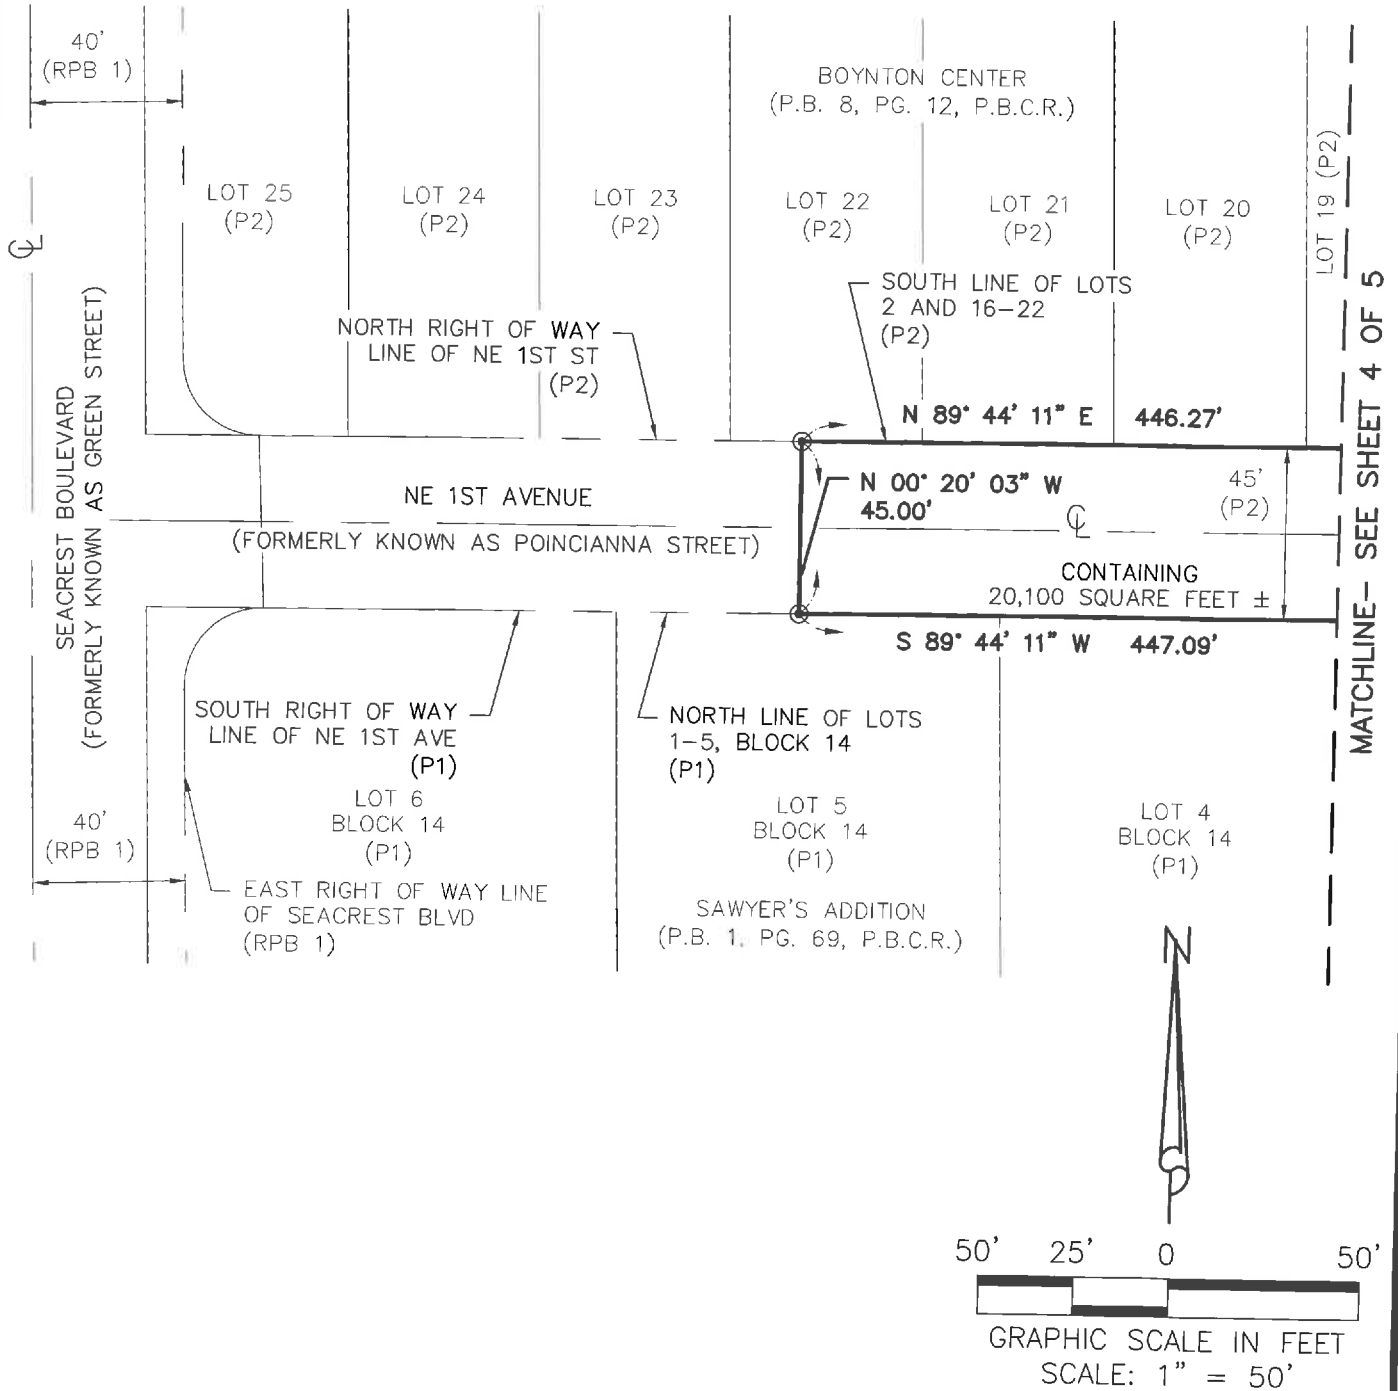 40'
(RPB 1)
BOYNTON CENTER
(P.B. 8, PG. 12, P.B.C.R.)
LOT 25
(P2)
LOT 24
(P2)
LOT 23
(P2)
LOT 22
(P2)
LOT 21
(P2)
LOT 20
(P2)
LOT 19 (P2)
℄
SOUTH LINE OF LOTS
2 AND 16-22
(P2)
NORTH RIGHT OF WAY
LINE OF NE 1ST ST
(P2)
N 89° 44' 11" E 446.27'
N 00° 20' 03" W
45.00'
45'
(P2)
℄
NE 1ST AVENUE
(FORMERLY KNOWN AS POINCIANNA STREET)
CONTAINING
20,100 SQUARE FEET ±
S 89° 44' 11" W 447.09'
SEACREST BOULEVARD
(FORMERLY KNOWN AS GREEN STREET)
MATCHLINE- SEE SHEET 4 OF 5
SOUTH RIGHT OF WAY
LINE OF NE 1ST AVE
(P1)
NORTH LINE OF LOTS
1-5, BLOCK 14
(P1)
LOT 6
BLOCK 14
(P1)
LOT 5
BLOCK 14
(P1)
LOT 4
BLOCK 14
(P1)
40'
(RPB 1)
EAST RIGHT OF WAY LINE
OF SEACREST BLVD
(RPB 1)
SAWYER'S ADDITION
(P.B. 1, PG. 69, P.B.C.R.)
N
50' 25' 0 50'
GRAPHIC SCALE IN FEET
SCALE: 1" = 50'